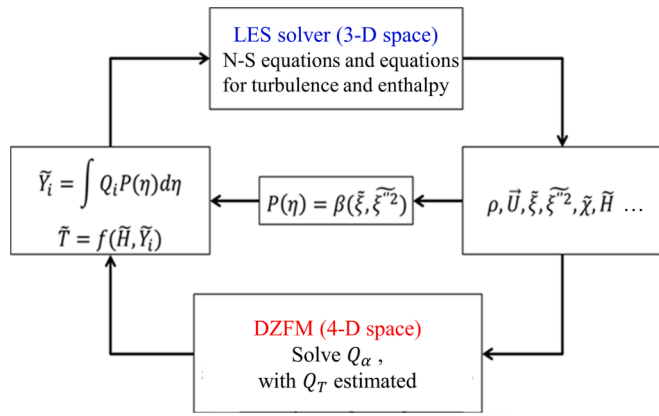 LES solver (3-D space)
N-S equations and equations
for turbulence and enthalpy
Ỹᵢ = ∫ QᵢP(η)dη
T̃ = f(H̃,Ỹᵢ)
P(η) = β(ξ̃, ξ″²̃)
ρ, U⃗, ξ̃, ξ″²̃, χ̃, H̃ …
DZFM (4-D space)
Solve Q_α ,
with Q_T estimated